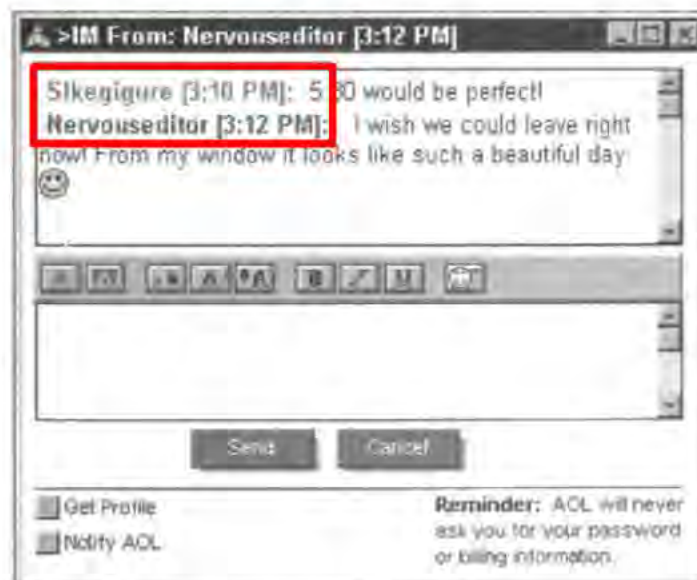 >IM From: Nervouseditor [3:12 PM]
Slkegigure [3:10 PM]: 5:30 would be perfect!
Nervouseditor [3:12 PM]: I wish we could leave right
now! From my window it looks like such a beautiful day
B I U
Send Cancel
Get Profile
Notify AOL
Reminder: AOL will never
ask you for your password
or billing information.